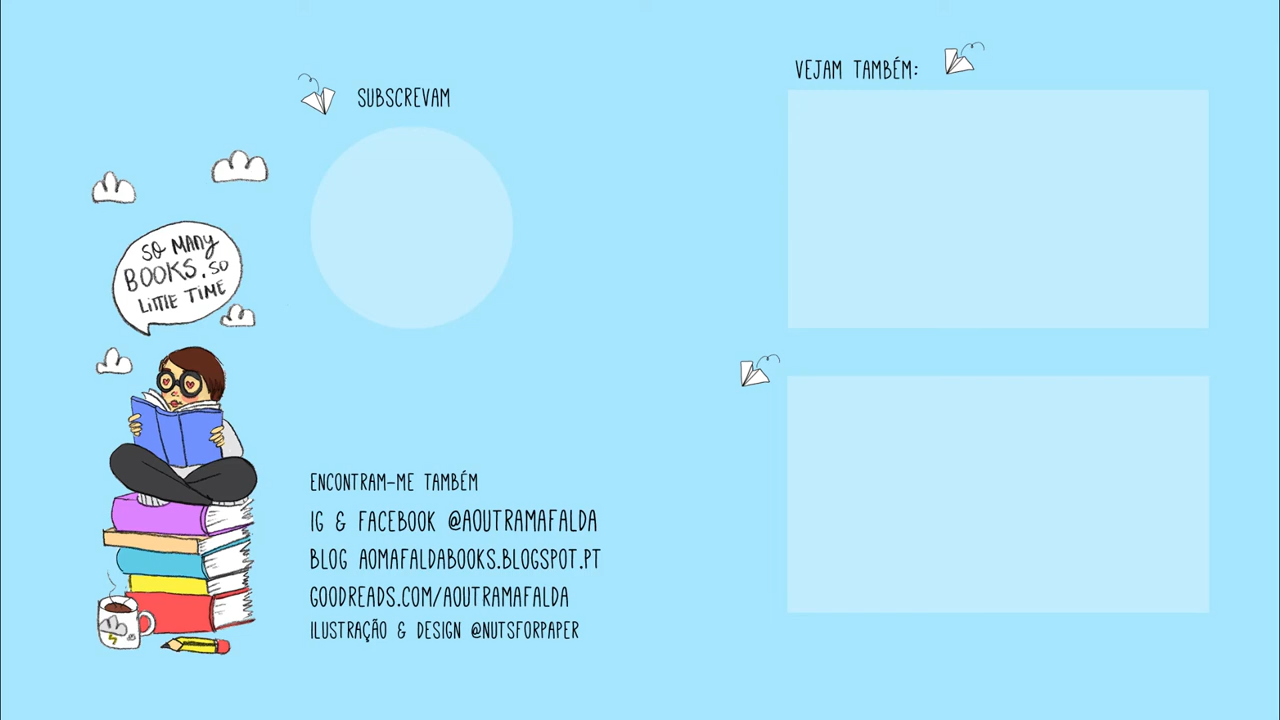 SUBSCREVAM
VEJAM TAMBÉM:
SO MANY
BOOKS, SO
LITTLE TIME
ENCONTRAM-ME TAMBÉM
IG & FACEBOOK @AOUTRAMAFALDA
BLOG AOMAFALDABOOKS.BLOGSPOT.PT
GOODREADS.COM/AOUTRAMAFALDA
ILUSTRAÇÃO & DESIGN @NUTSFORPAPER